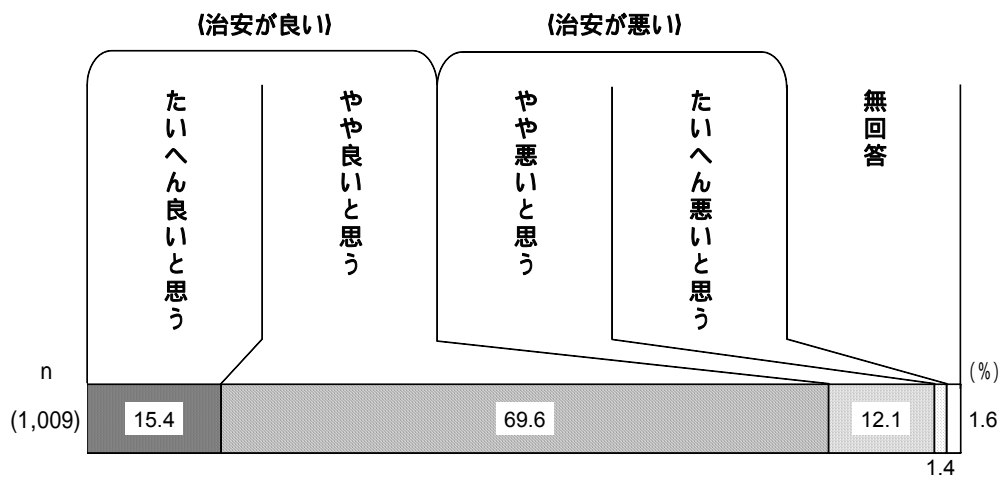 《治安が良い》
《治安が悪い》
たいへん良いと思う
やや良いと思う
やや悪いと思う
たいへん悪いと思う
無回答
n
(%)
(1,009)
15.4
69.6
12.1
1.6
1.4